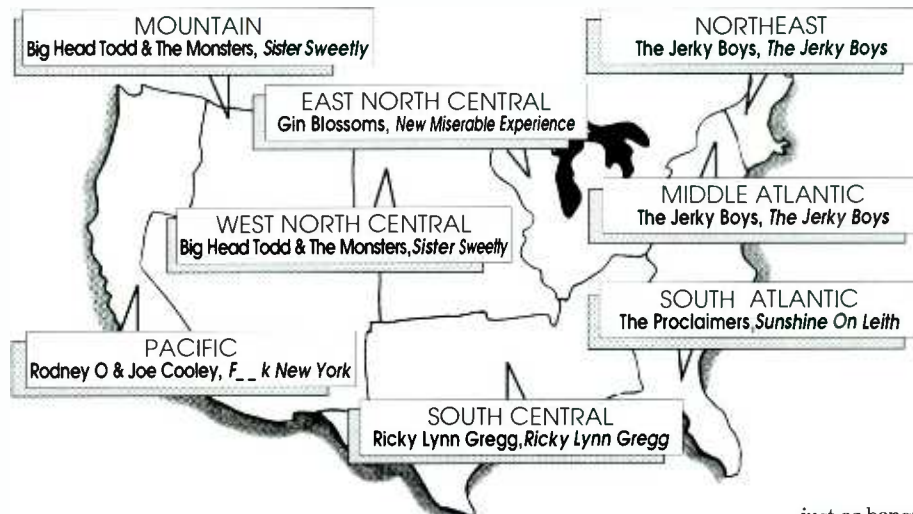 MOUNTAIN
Big Head Todd & The Monsters, Sister Sweetly
NORTHEAST
The Jerky Boys, The Jerky Boys
EAST NORTH CENTRAL
Gin Blossoms, New Miserable Experience
MIDDLE ATLANTIC
The Jerky Boys, The Jerky Boys
WEST NORTH CENTRAL
Big Head Todd & The Monsters, Sister Sweetly
SOUTH ATLANTIC
The Proclaimers, Sunshine On Leith
PACIFIC
Rodney O & Joe Cooley, F_ _ k New York
SOUTH CENTRAL
Ricky Lynn Gregg, Ricky Lynn Gregg